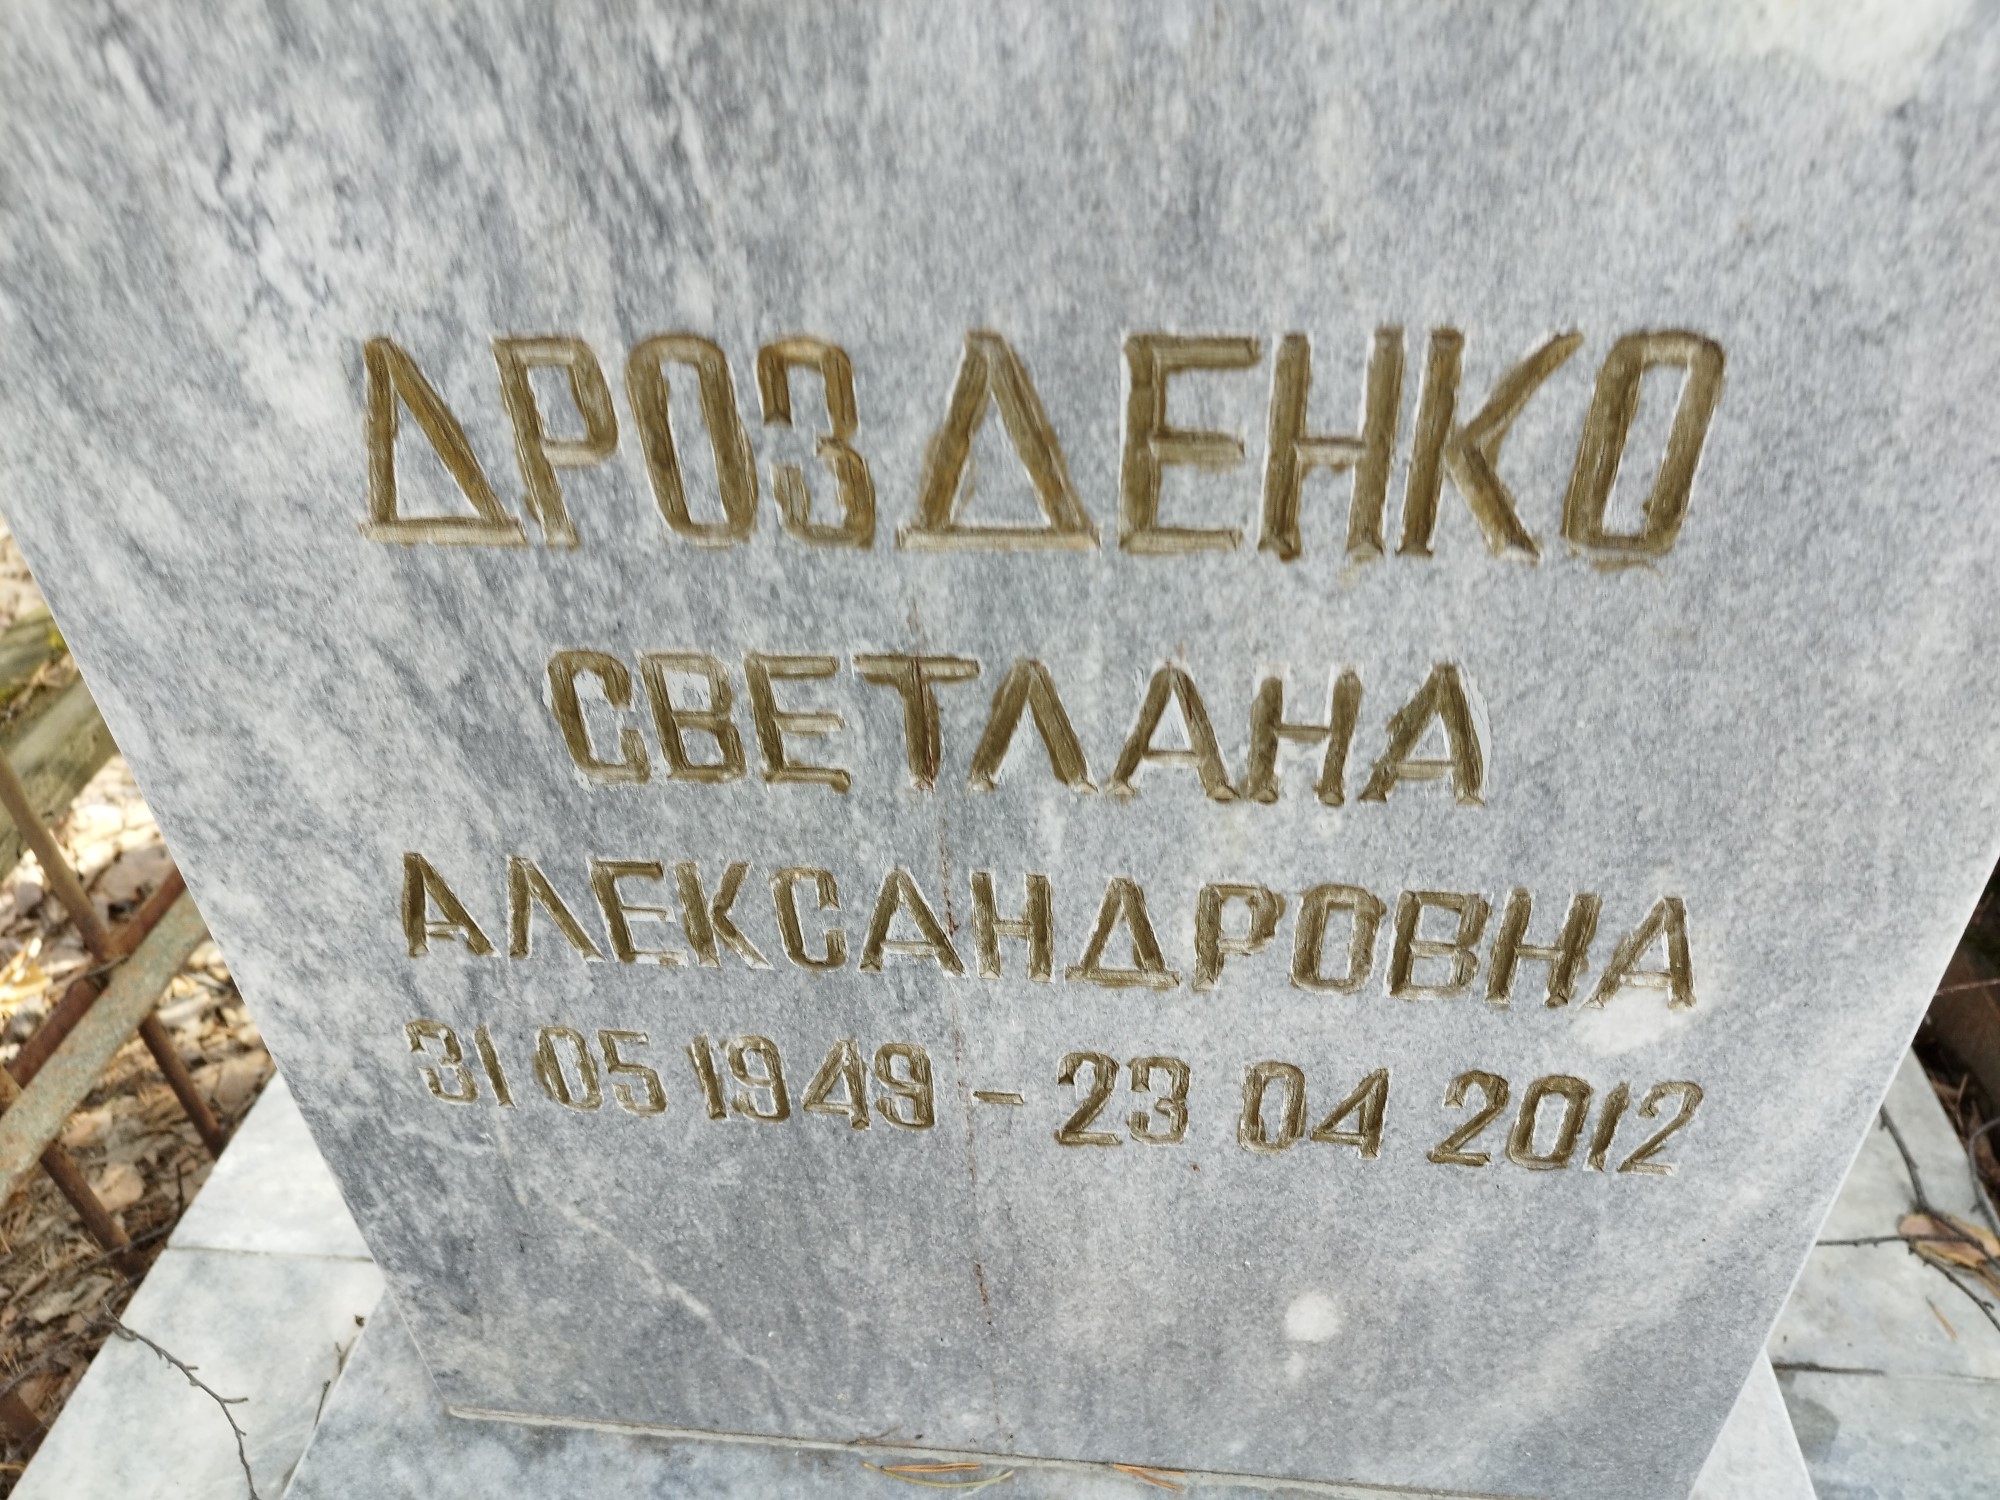 ДРОЗДЕНКО
СВЕТЛАНА
АЛЕКСАНДРОВНА
31 05 1949 - 23 04 2012